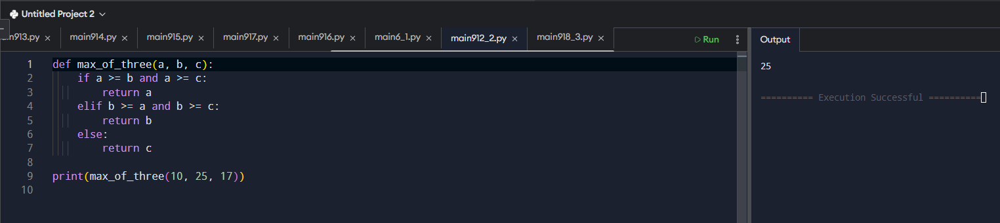 Untitled Project 2
n913.py × main914.py × main915.py × main917.py × main916.py × main6_1.py × main912_2.py × main918_3.py × Run Output
1 def max_of_three(a, b, c):
2     if a >= b and a >= c:
3         return a
4     elif b >= a and b >= c:
5         return b
6     else:
7         return c
8
9 print(max_of_three(10, 25, 17))
10
25
========== Execution Successful ==========